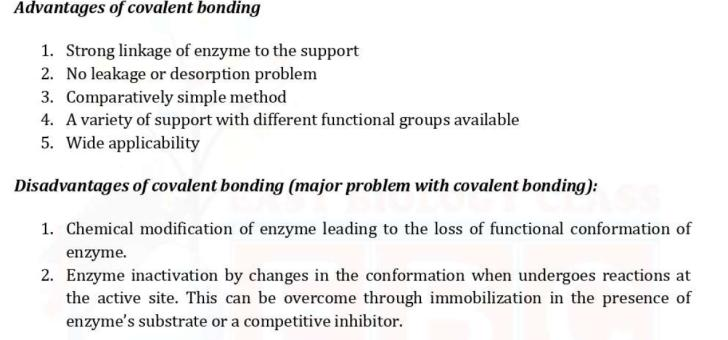 Advantages of covalent bonding
1. Strong linkage of enzyme to the support
2. No leakage or desorption problem
3. Comparatively simple method
4. A variety of support with different functional groups available
5. Wide applicability
Disadvantages of covalent bonding (major problem with covalent bonding):
EASY BIOLOGY CLASS
1. Chemical modification of enzyme leading to the loss of functional conformation of
enzyme.
2. Enzyme inactivation by changes in the conformation when undergoes reactions at
the active site. This can be overcome through immobilization in the presence of
enzyme's substrate or a competitive inhibitor.
EBC